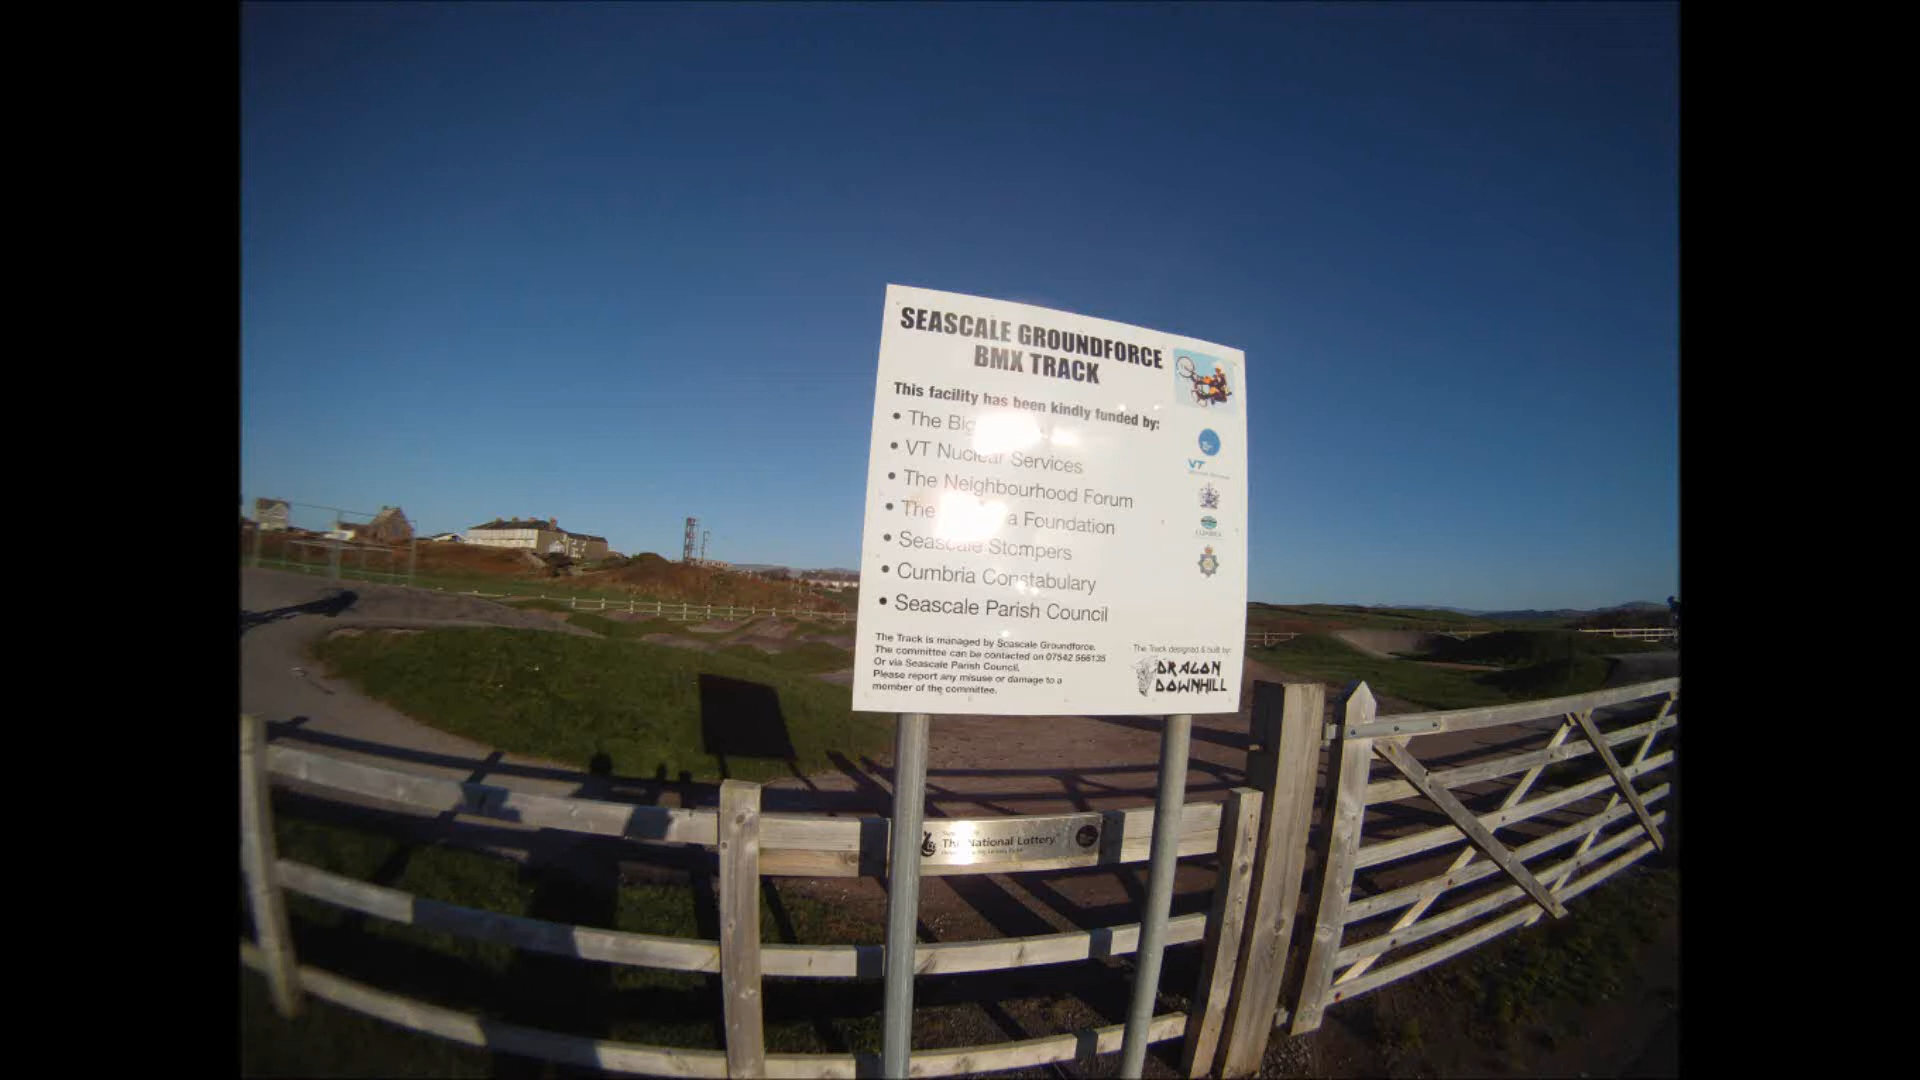 SEASCALE GROUNDFORCE
BMX TRACK
This facility has been kindly funded by:
• The Big
• VT Nuclear Services
• The Neighbourhood Forum
• The Foundation
• Seascale Stompers
• Cumbria Constabulary
• Seascale Parish Council
The Track is managed by Seascale Groundforce.
The committee can be contacted on 07542 566135
Or via Seascale Parish Council.
Please report any misuse or damage to a
member of the committee.
VT
The Track designed & built by:
DRAGON
DOWNHILL
The National Lottery